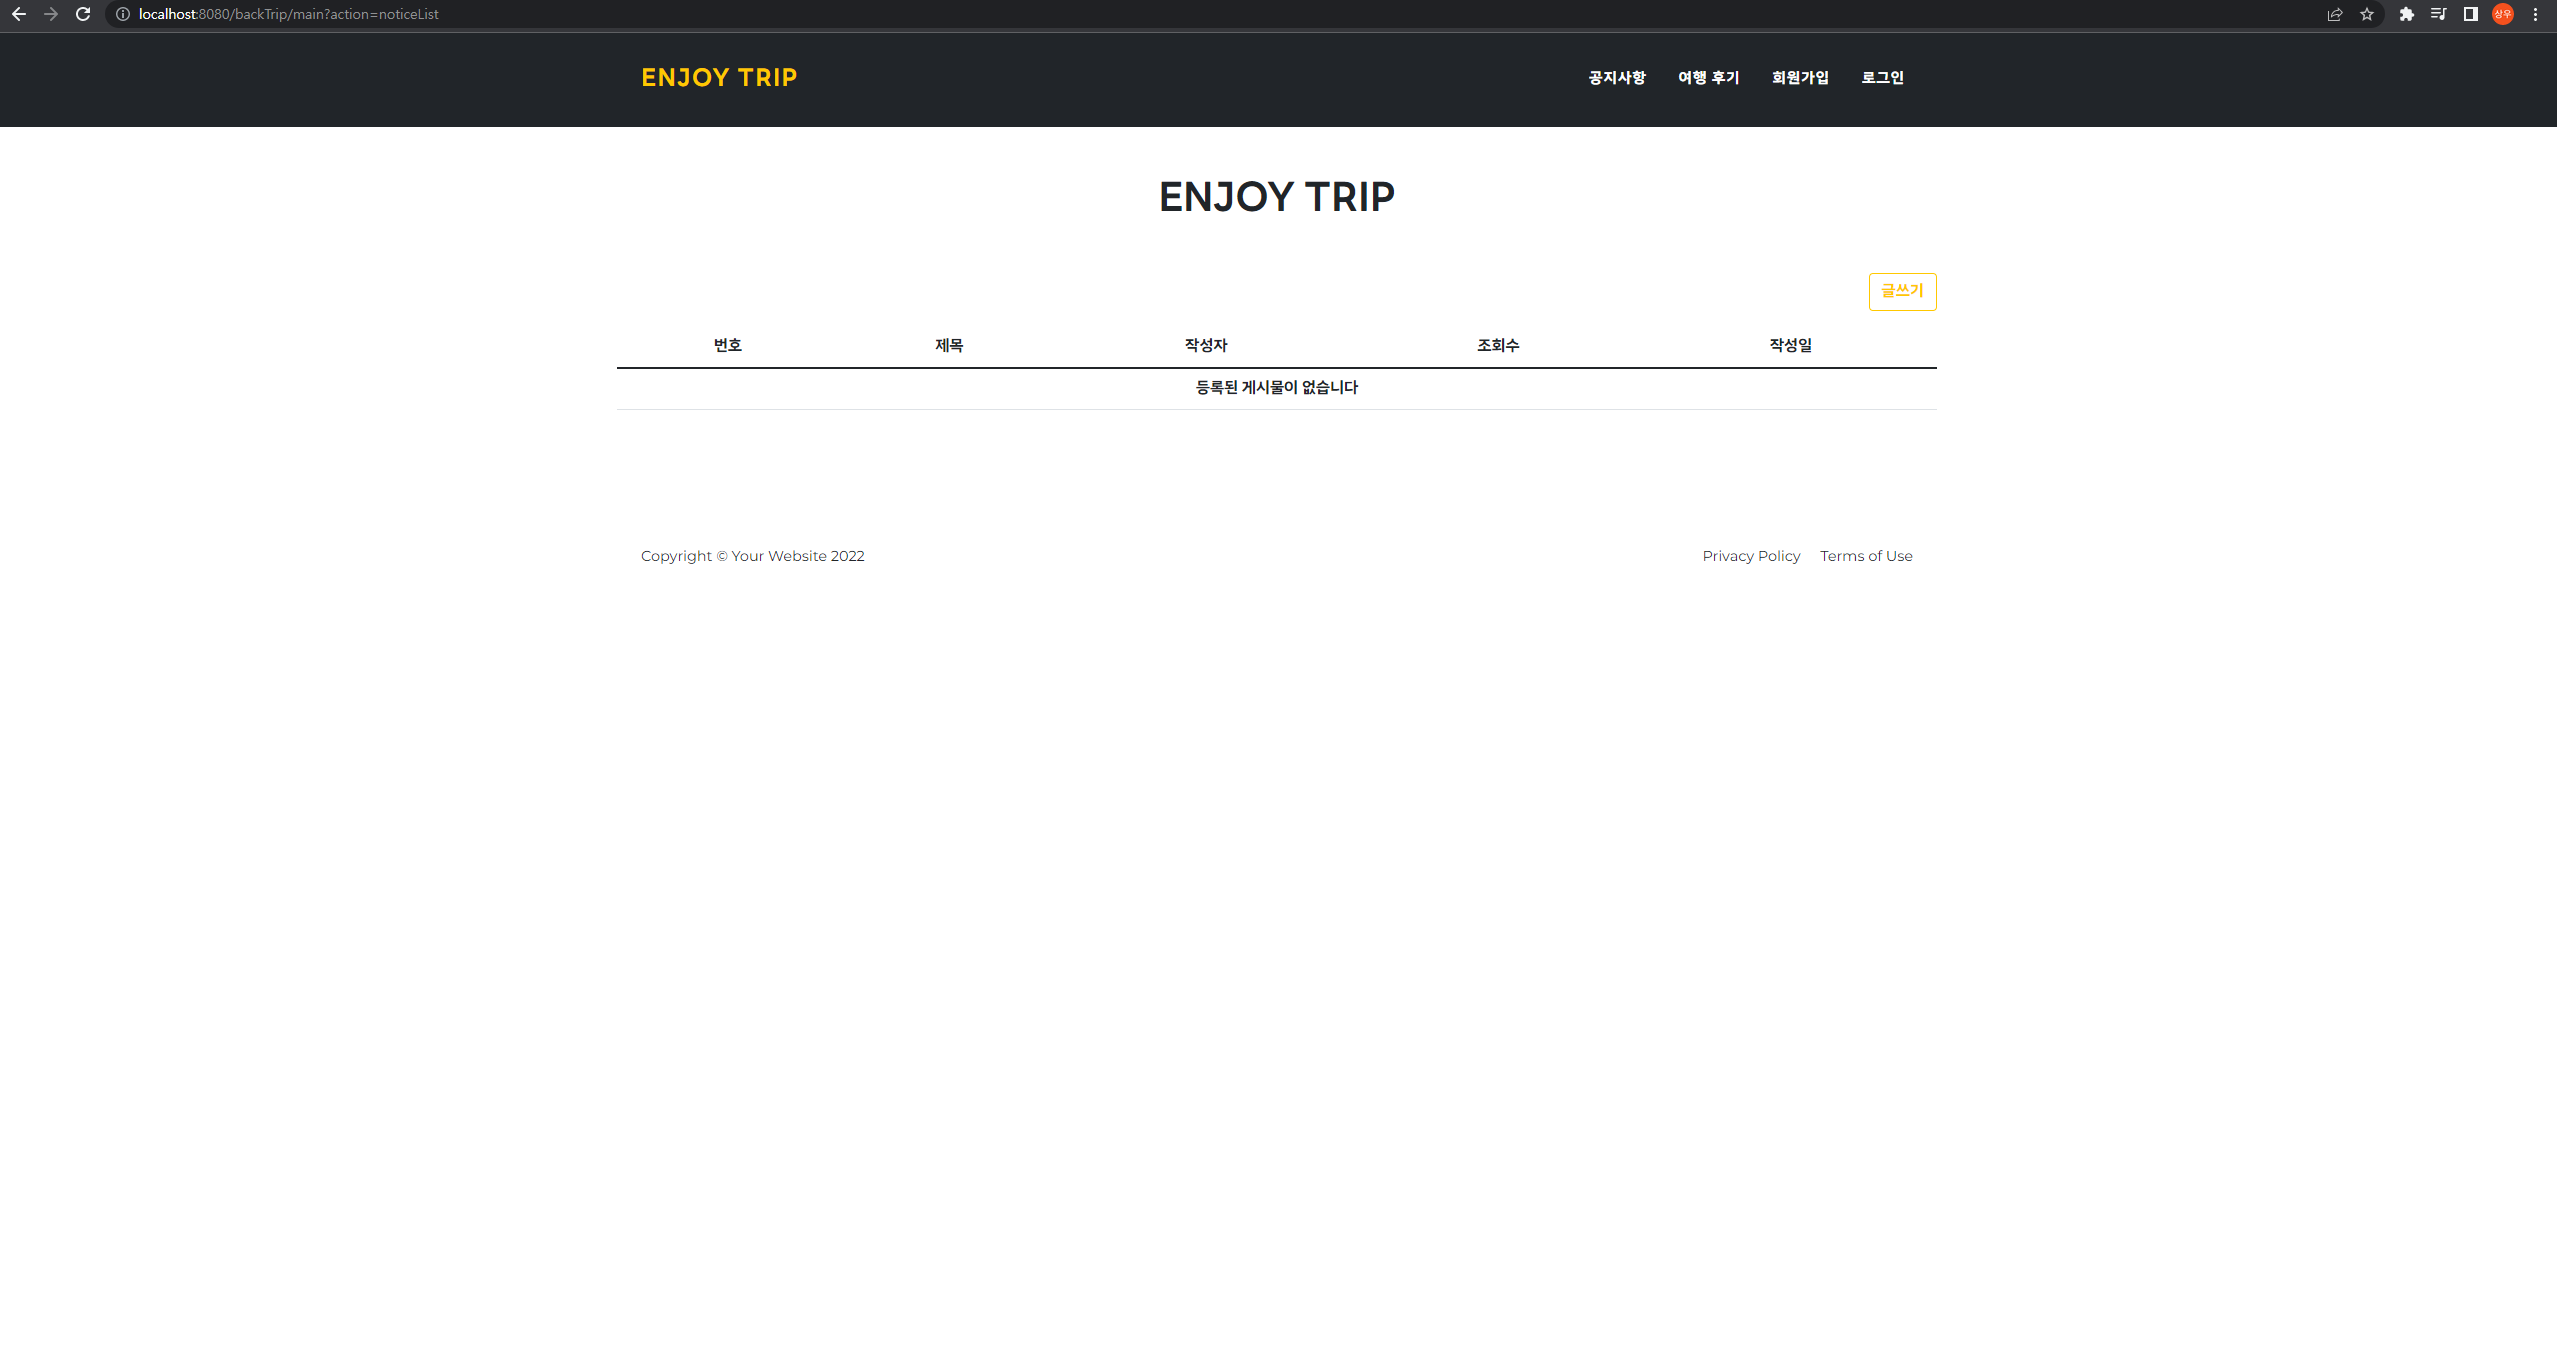 localhost:8080/backTrip/main?action=noticeList
상우
ENJOY TRIP
공지사항 여행 후기 회원가입 로그인
ENJOY TRIP
글쓰기
번호 제목 작성자 조회수 작성일
등록된 게시물이 없습니다
Copyright © Your Website 2022
Privacy Policy Terms of Use